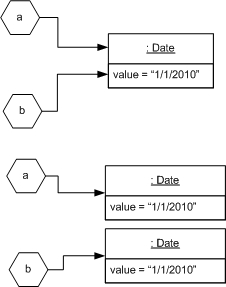 a
: Date
value = “1/1/2010”
b
a
: Date
value = “1/1/2010”
b
: Date
value = “1/1/2010”